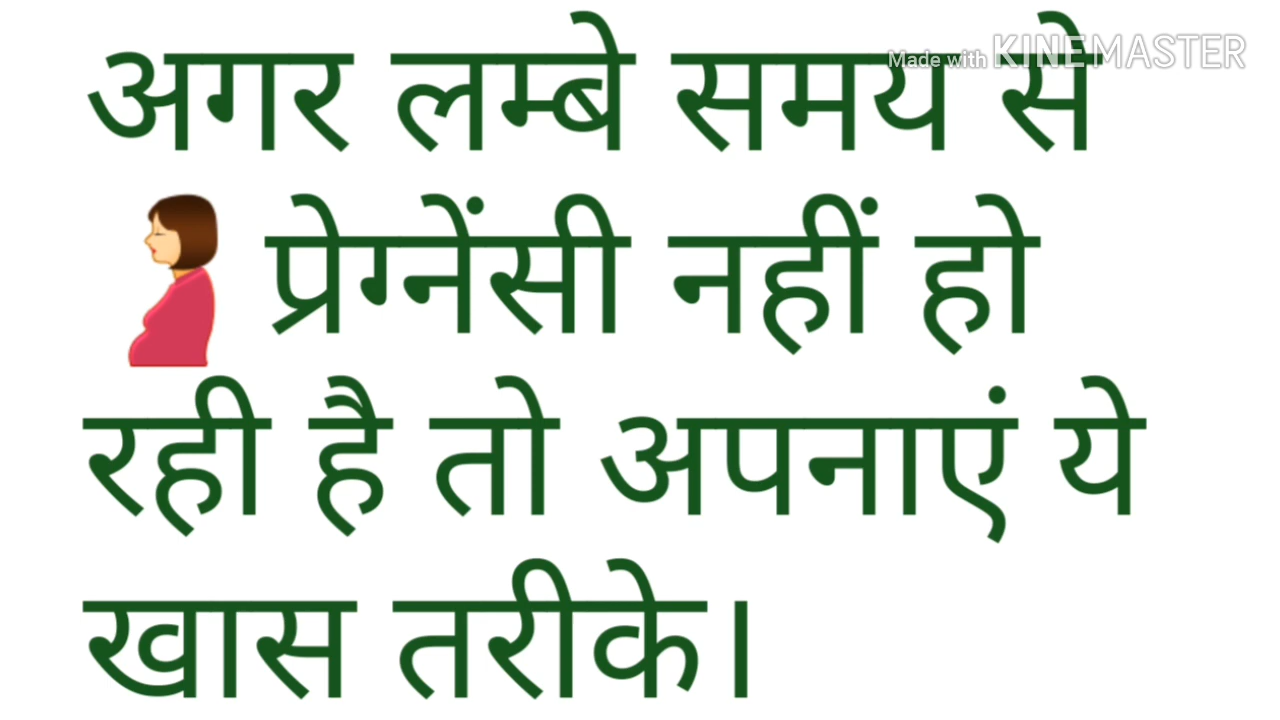 Made with KINEMASTER
अगर लम्बे समय से
प्रेग्नेंसी नहीं हो
रही है तो अपनाएं ये
खास तरीके।